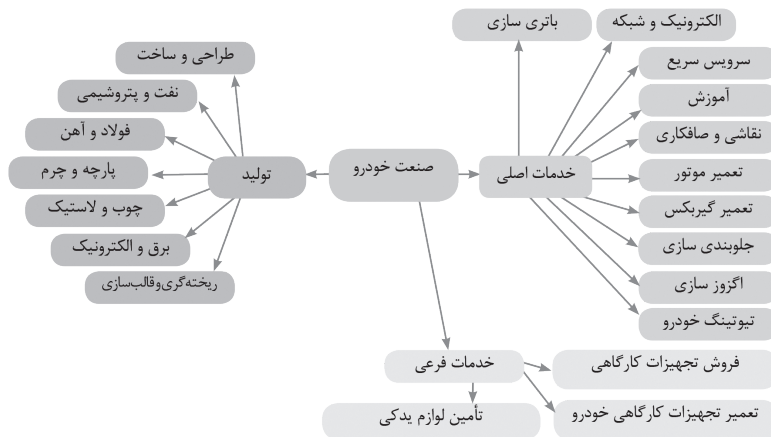 الکترونیک و شبکه
باتری سازی
سرویس سریع
آموزش
نقاشی و صافکاری
تعمیر موتور
تعمیر گیربکس
جلوبندی سازی
اگزوز سازی
تیوتینگ خودرو
خدمات اصلی
صنعت خودرو
تولید
طراحی و ساخت
نفت و پتروشیمی
فولاد و آهن
پارچه و چرم
چوب و لاستیک
برق و الکترونیک
ریخته‌گری و قالب‌سازی
خدمات فرعی
فروش تجهیزات کارگاهی
تعمیر تجهیزات کارگاهی خودرو
تأمین لوازم یدکی